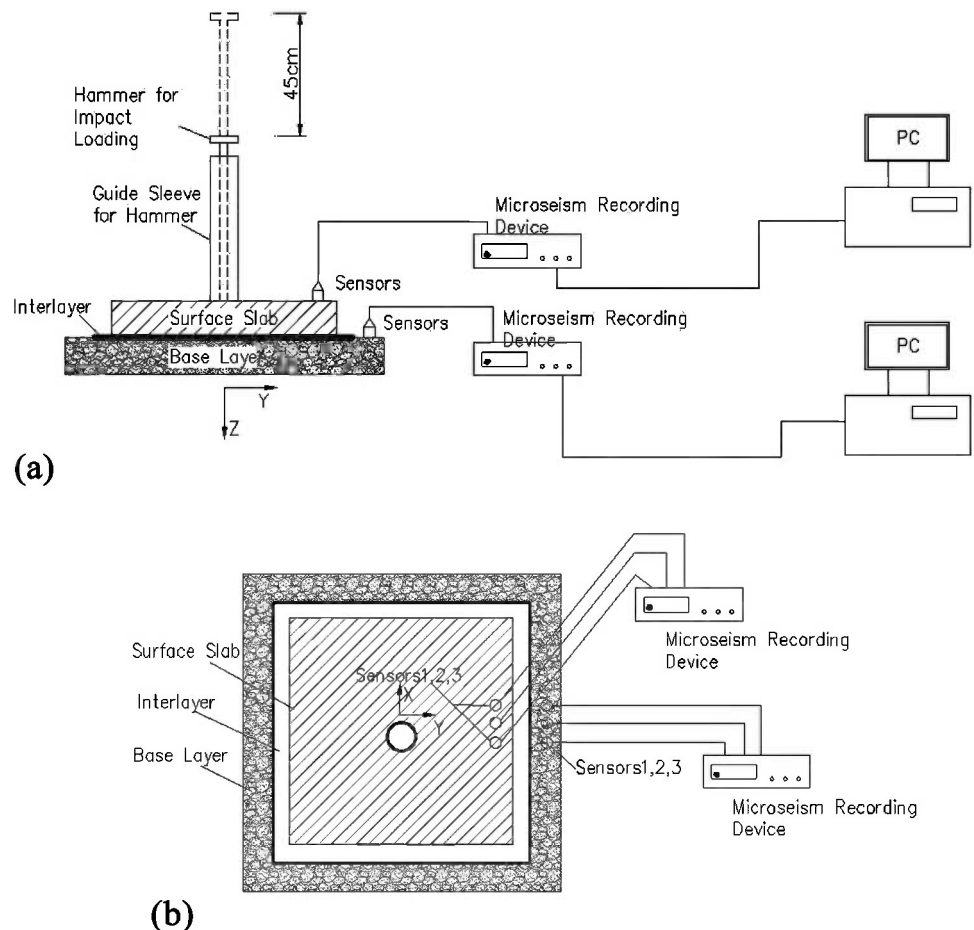 45cm
Hammer for
Impact
Loading
Guide Sleeve
for Hammer
Microseism Recording
Device
PC
Sensors
Interlayer
Surface Slab
Sensors
Microseism Recording
Device
PC
Base Layer
Y
Z
(a)
Surface Slab
Sensors1,2,3
Microseism Recording
Device
X
Interlayer
Y
Base Layer
Sensors1,2,3
Microseism Recording
Device
(b)